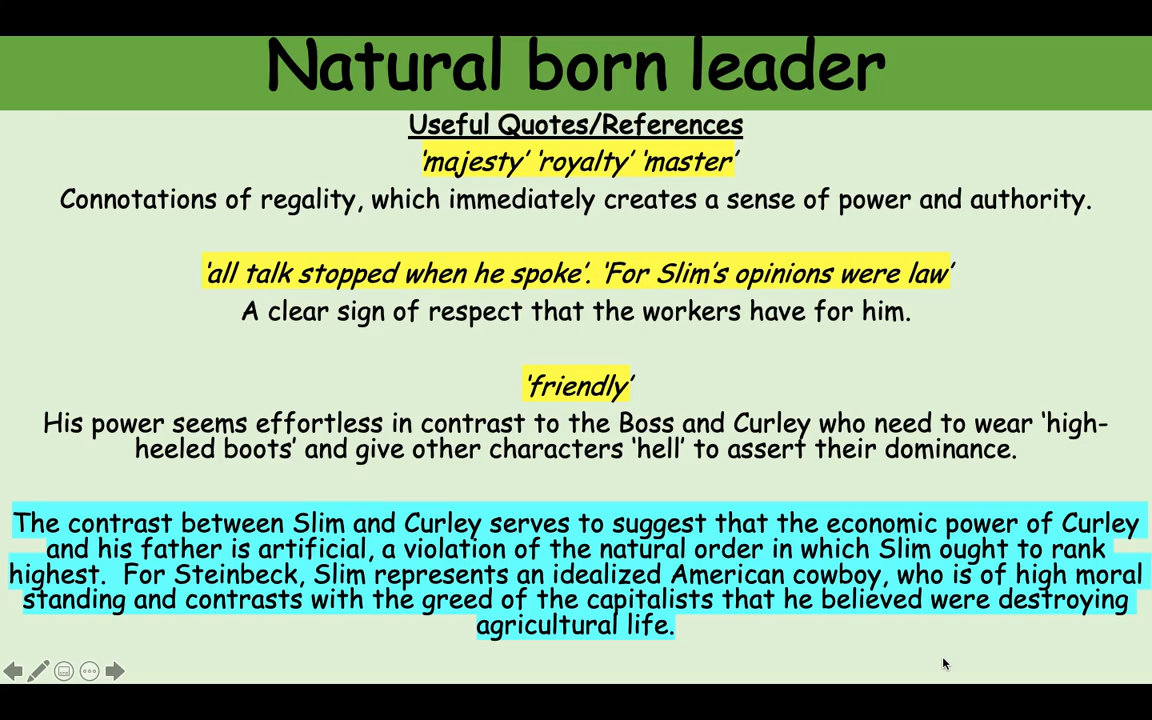 Natural born leader
Useful Quotes/References
‘majesty’ ‘royalty’ ‘master’
Connotations of regality, which immediately creates a sense of power and authority.
‘all talk stopped when he spoke’. ‘For Slim’s opinions were law’
A clear sign of respect that the workers have for him.
‘friendly’
His power seems effortless in contrast to the Boss and Curley who need to wear ‘high-
heeled boots’ and give other characters ‘hell’ to assert their dominance.
The contrast between Slim and Curley serves to suggest that the economic power of Curley
and his father is artificial, a violation of the natural order in which Slim ought to rank
highest. For Steinbeck, Slim represents an idealized American cowboy, who is of high moral
standing and contrasts with the greed of the capitalists that he believed were destroying
agricultural life.